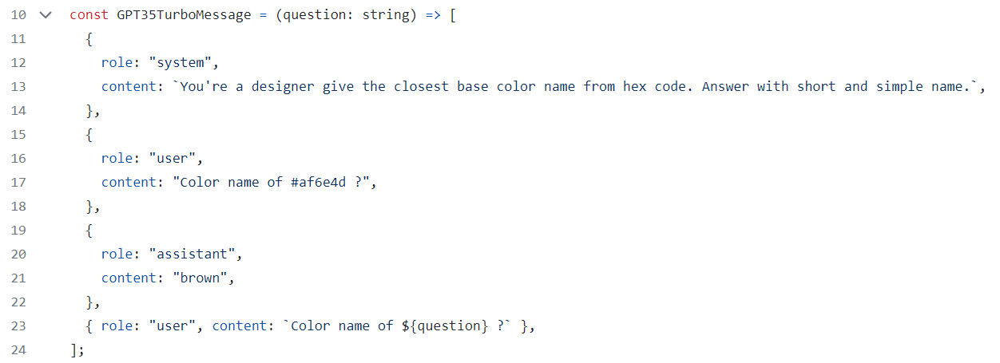 10 const GPT35TurboMessage = (question: string) => [
11 {
12 role: "system",
13 content: `You're a designer give the closest base color name from hex code. Answer with short and simple name.`,
14 },
15 {
16 role: "user",
17 content: "Color name of #af6e4d ?",
18 },
19 {
20 role: "assistant",
21 content: "brown",
22 },
23 { role: "user", content: `Color name of ${question} ?` },
24 ];